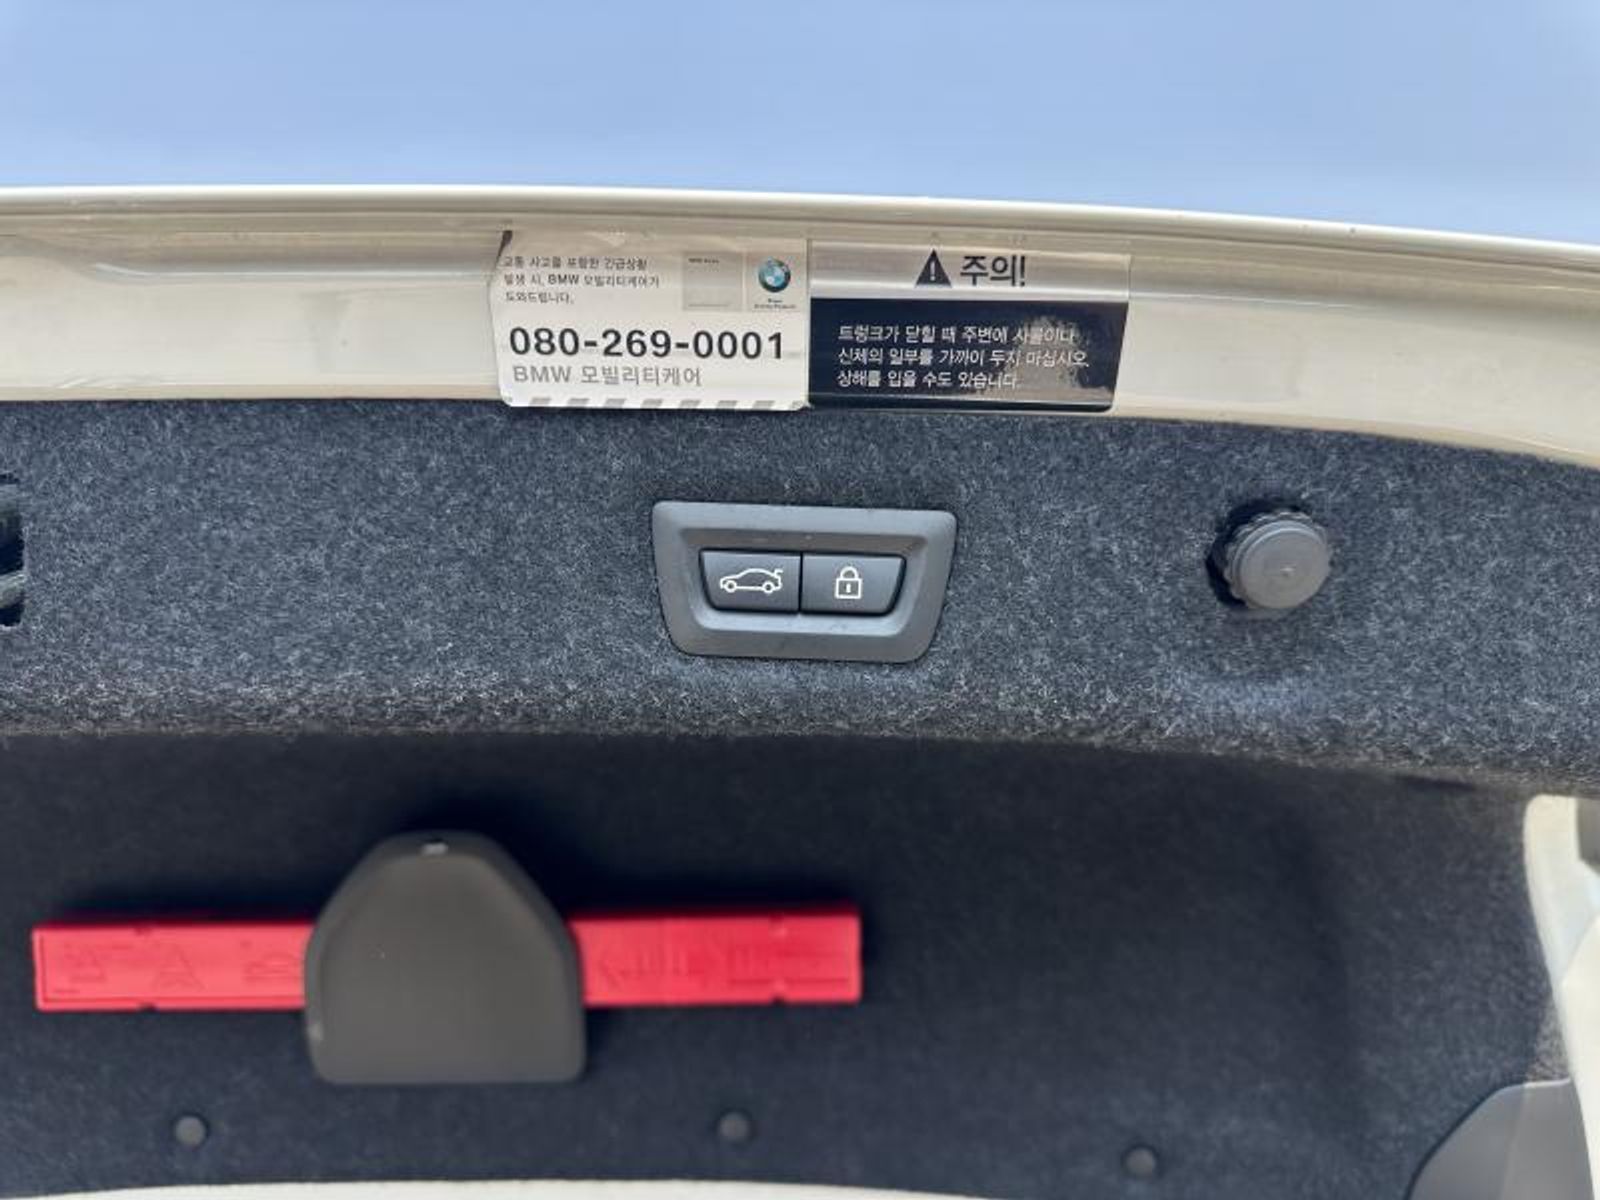 교통 사고를 포함한 긴급상황
발생 시, BMW 모빌리티케어가
도와드립니다.
080-269-0001
BMW 모빌리티케어
주의!
트렁크가 닫힐 때 주변에 사물이나
신체의 일부를 가까이 두지 마십시오.
상해를 입을 수도 있습니다.